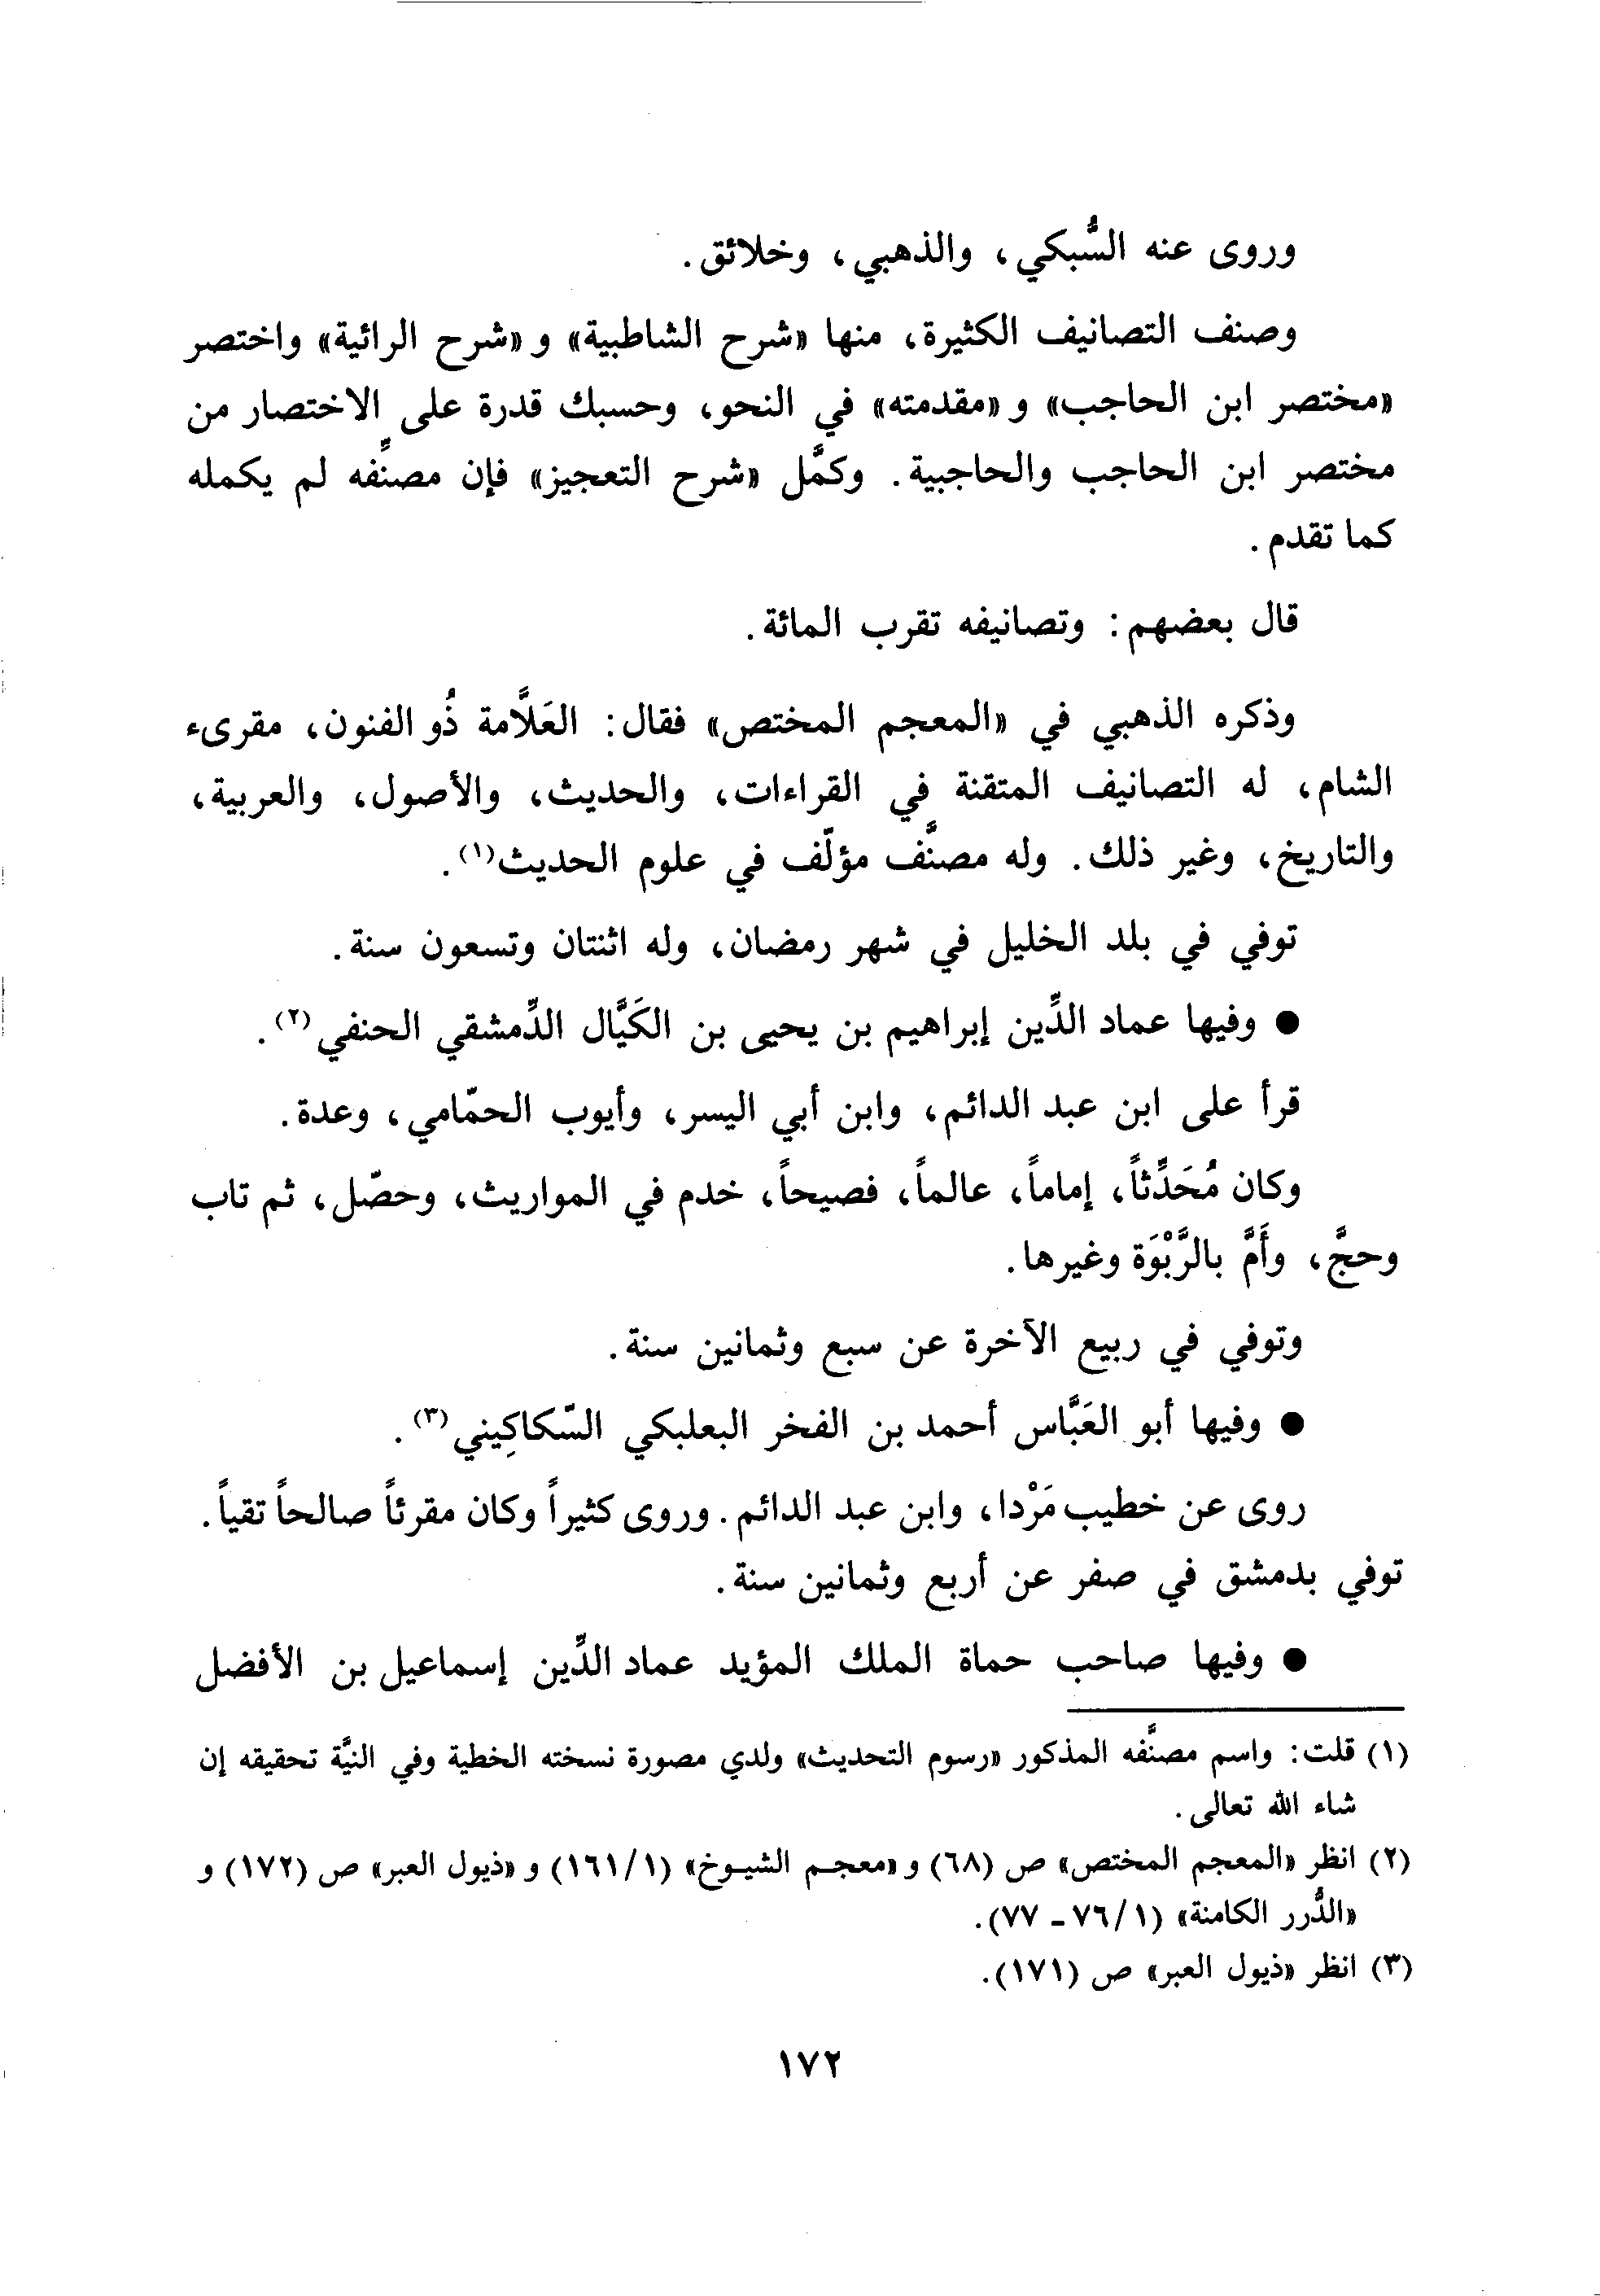 وروى عنه السُّبكي، والذهبي، وخلائق.
وصنف التصانيف الكثيرة، منها «شرح الشاطبية» و«شرح الرائية» واختصر
«مختصر ابن الحاجب» و«مقدمته» في النحو، وحسبك قدرة على الاختصار من
مختصر ابن الحاجب والحاجبية. وكمَّل «شرح التعجيز» فإن مصنِّفه لم يكمله
كما تقدم.
قال بعضهم: وتصانيفه تقرب المائة.
وذكره الذهبي في «المعجم المختص» فقال: العَلاَّمة ذُو الفنون، مقرىء
الشام، له التصانيف المتقنة في القراءات، والحديث، والأصول، والعربية،
والتاريخ، وغير ذلك. وله مصنَّف مؤلّف في علوم الحديث(١).
توفي في بلد الخليل في شهر رمضان، وله اثنتان وتسعون سنة.
● وفيها عماد الدِّين إبراهيم بن يحيى بن الكَيَّال الدِّمشقي الحنفي(٢).
قرأ على ابن عبد الدائم، وابن أبي اليسر، وأيوب الحمّامي، وعدة.
وكان مُحَدِّثاً، إماماً، عالماً، فصيحاً، خدم في المواريث، وحصّل، ثم تاب
وحجَّ، وأَمَّ بالرَّبْوَة وغيرها.
وتوفي في ربيع الآخرة عن سبع وثمانين سنة.
● وفيها أبو العَبَّاس أحمد بن الفخر البعلبكي السّكاكِيني(٣).
روى عن خطيب مَرْدا، وابن عبد الدائم. وروى كثيراً وكان مقرئاً صالحاً تقياً.
توفي بدمشق في صفر عن أربع وثمانين سنة.
● وفيها صاحب حماة الملك المؤيد عماد الدِّين إسماعيل بن الأفضل
(١) قلت: واسم مصنَّفه المذكور «رسوم التحديث» ولدي مصورة نسخته الخطية وفي النيَّة تحقيقه إن
شاء الله تعالى.
(٢) انظر «المعجم المختص» ص (٦٨) و«معجم الشيوخ» (١/١٦١) و«ذيول العبر» ص (١٧٢) و
«الدُّرر الكامنة» (١/ ٧٦ - ٧٧).
(٣) انظر «ذيول العبر» ص (١٧١).
١٧٢